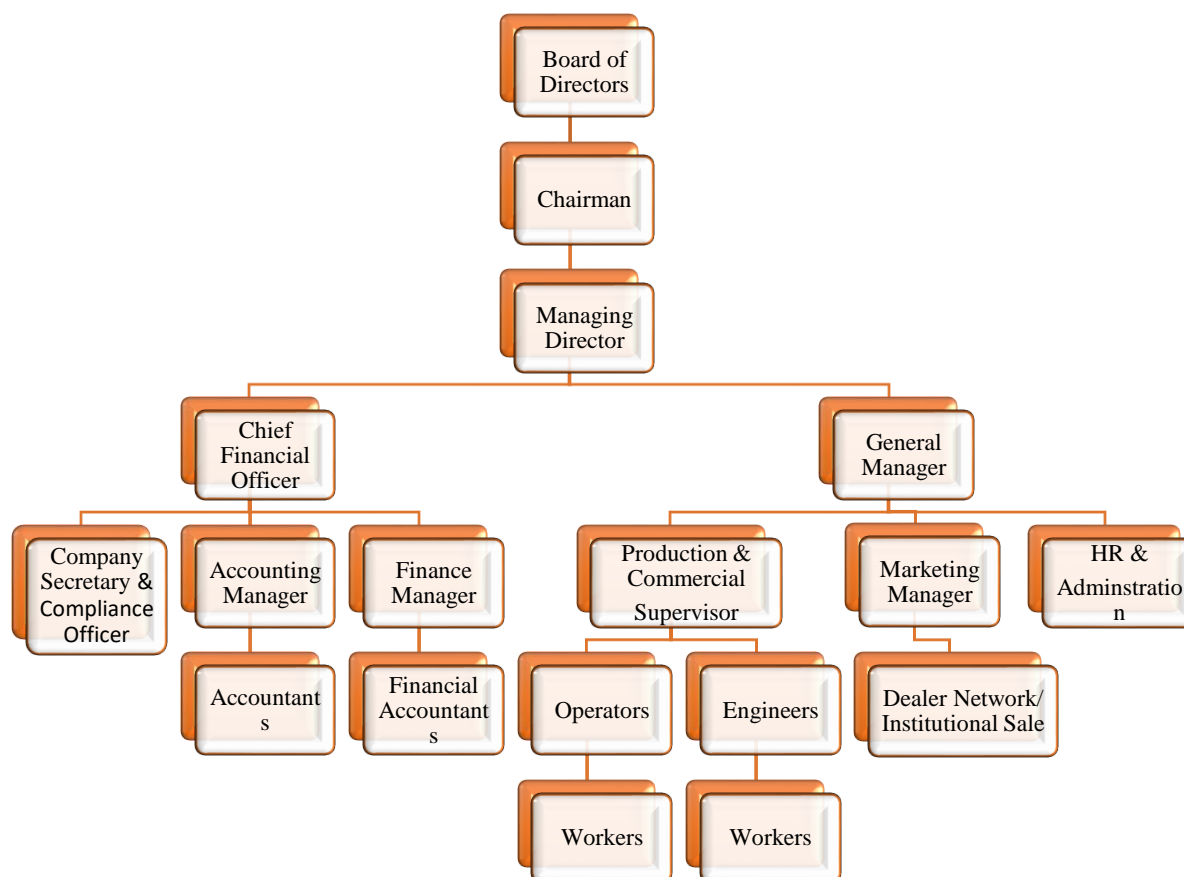 Board of
Directors
Chairman
Managing
Director
Chief
Financial
Officer
General
Manager
Company
Secretary &
Compliance
Officer
Accounting
Manager
Finance
Manager
Production &
Commercial
Supervisor
Marketing
Manager
HR &
Adminstratio
n
Accountant
s
Financial
Accountant
s
Operators
Engineers
Dealer Network/
Institutional Sale
Workers
Workers